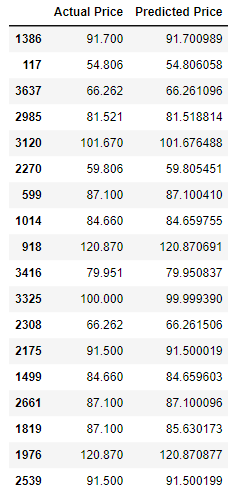 Actual Price Predicted Price
1386 91.700 91.700989
117 54.806 54.806058
3637 66.262 66.261096
2985 81.521 81.518814
3120 101.670 101.676488
2270 59.806 59.805451
599 87.100 87.100410
1014 84.660 84.659755
918 120.870 120.870691
3416 79.951 79.950837
3325 100.000 99.999390
2308 66.262 66.261506
2175 91.500 91.500019
1499 84.660 84.659603
2661 87.100 87.100096
1819 87.100 85.630173
1976 120.870 120.870877
2539 91.500 91.500199